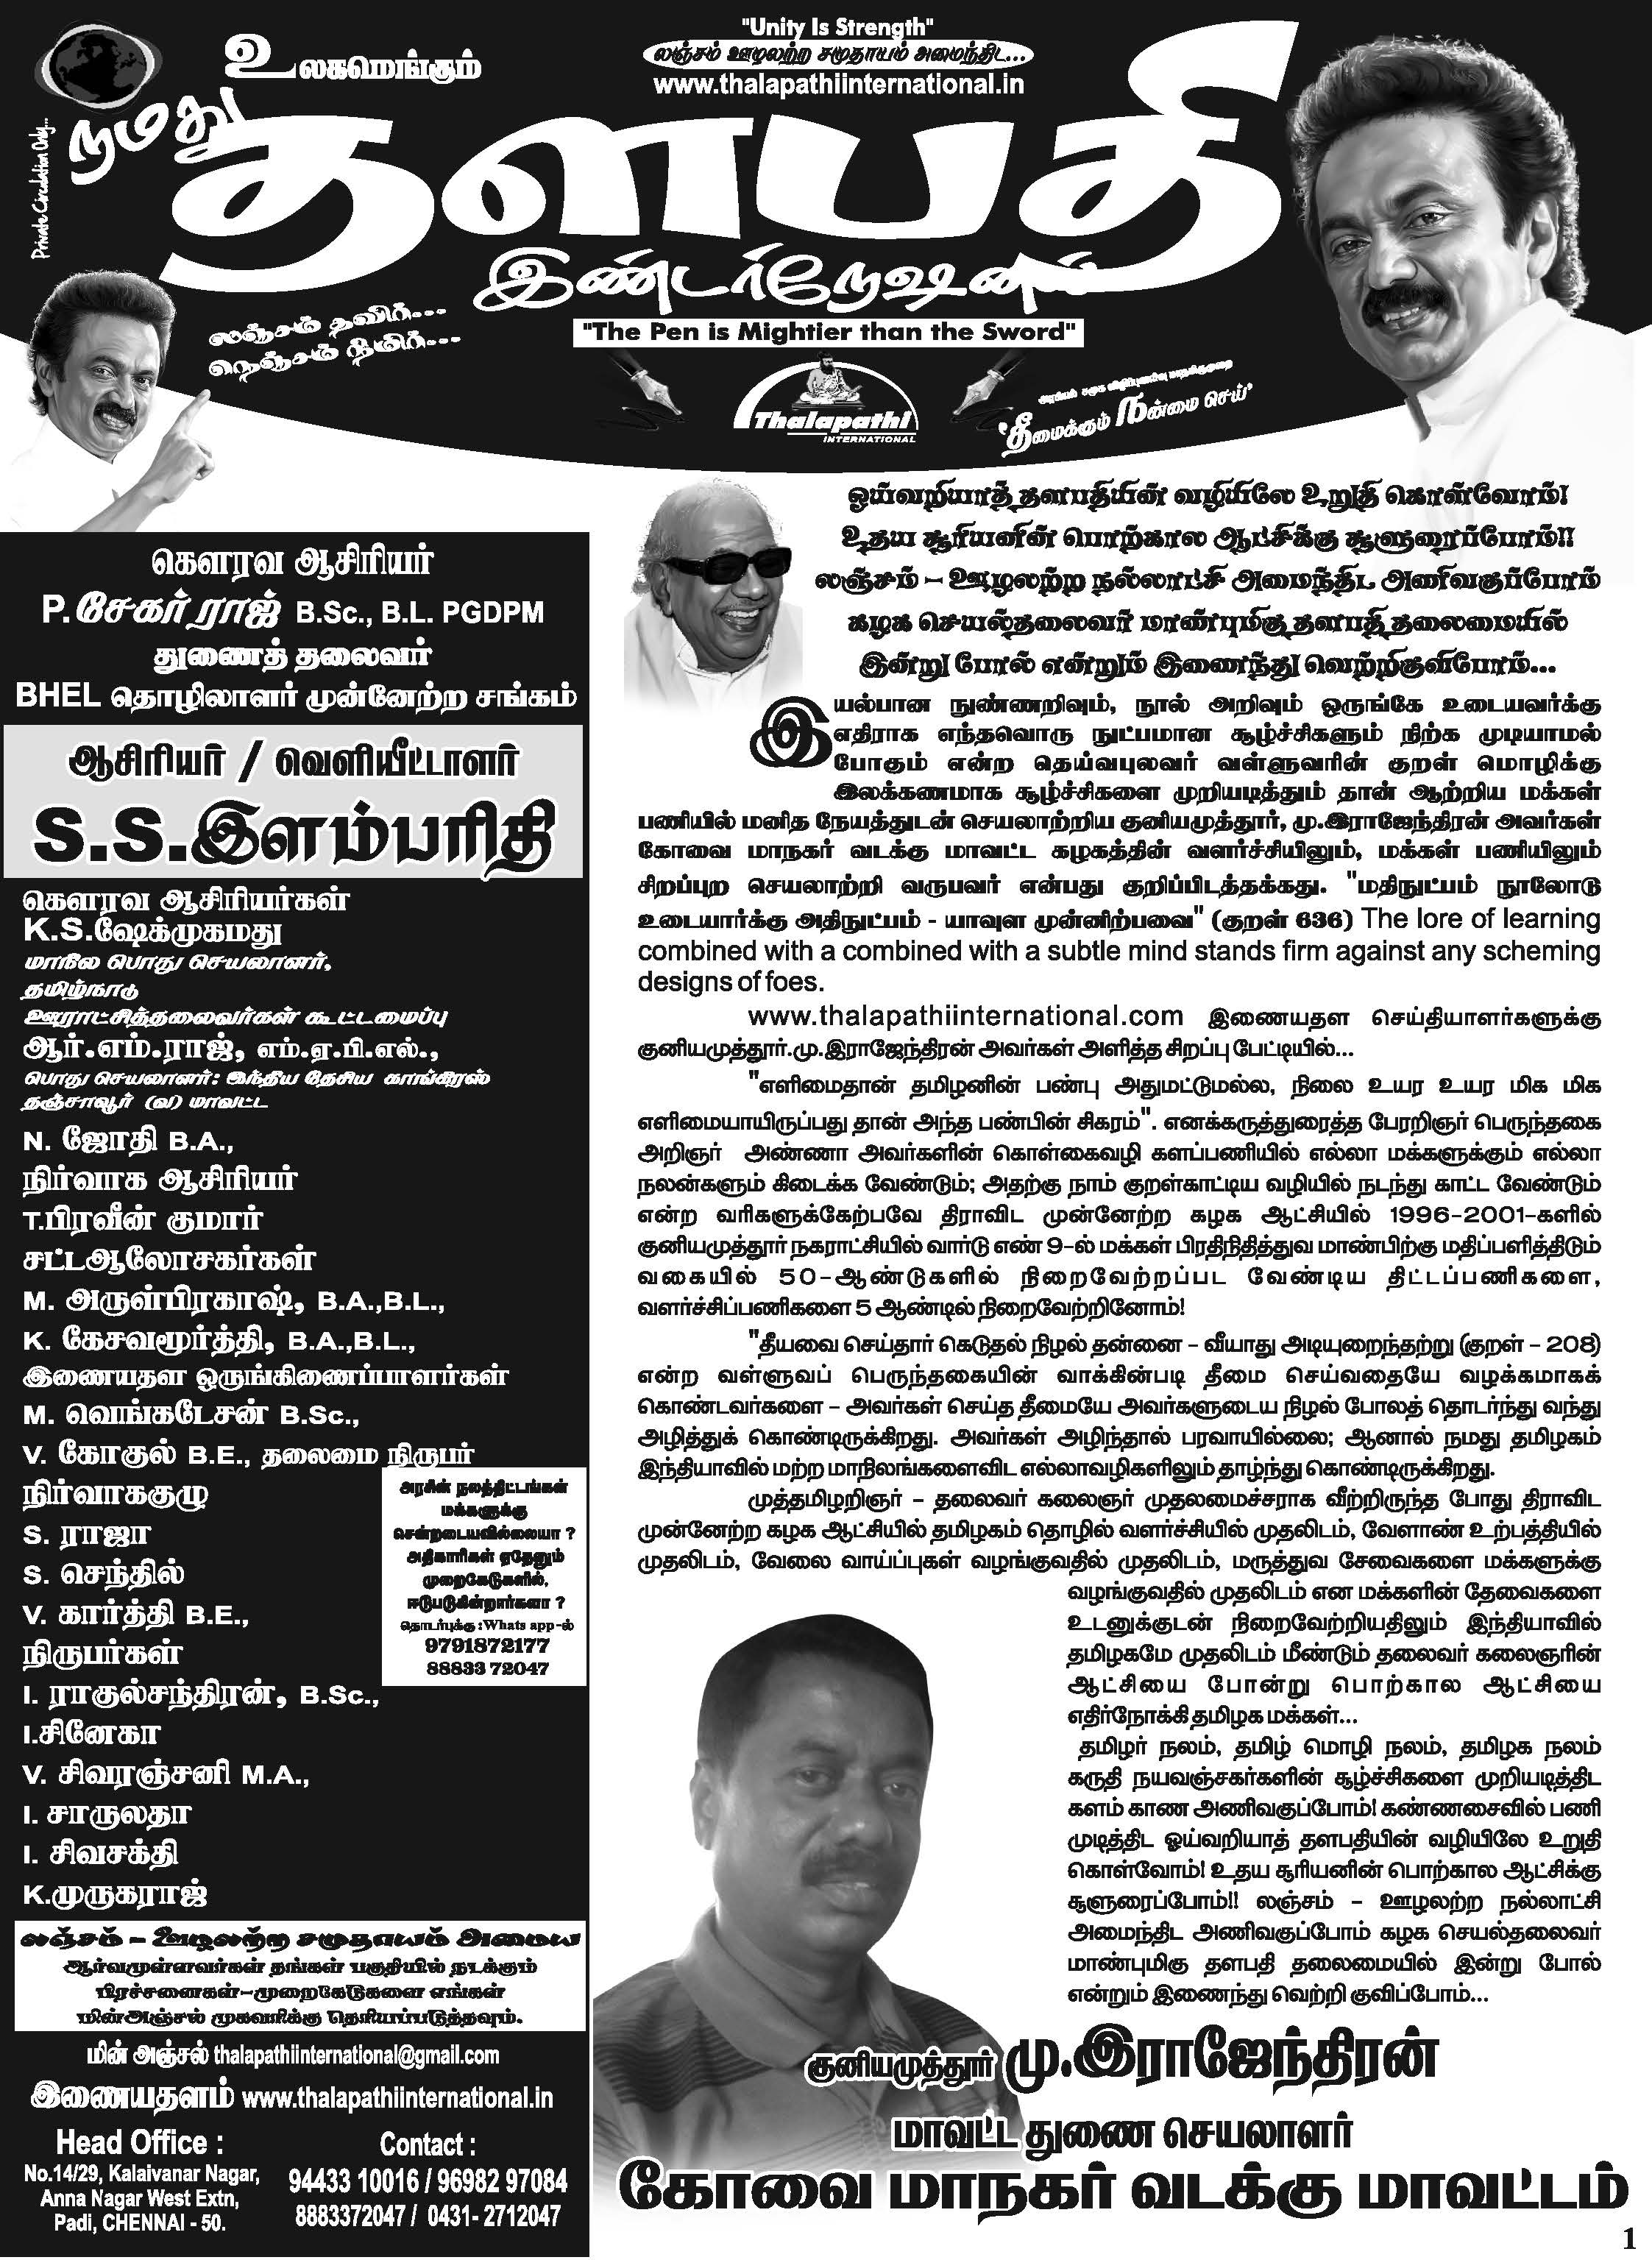 "Unity Is Strength"
லஞ்சம் ஊழலற்ற சமுதாயம் அமைந்திட...
www.thalapathiinternational.in
Private Circulation Only...
உலகமெங்கும்
நமது
தளபதி
இண்டர்நேஷனல்
"The Pen is Mightier than the Sword"
லஞ்சம் தவிர்...
நெஞ்சம் நிமிர்...
Thalapathi
INTERNATIONAL
'தீமைக்கும் நன்மை செய்'
கௌரவ ஆசிரியர்
P.சேகர் ராஜ் B.Sc., B.L. PGDPM
துணைத் தலைவர்
BHEL தொழிலாளர் முன்னேற்ற சங்கம்
ஆசிரியர் / வெளியீட்டாளர்
S.S.இளம்பரிதி
கௌரவ ஆசிரியர்கள்
K.S.ஷேக்முகமது
மாநில பொது செயலாளர்,
தமிழ்நாடு
ஊராட்சித்தலைவர்கள் கூட்டமைப்பு
ஆர்.எம்.ராஜ், எம்.ஏ.பி.எல்.,
பொது செயலாளர்: இந்திய தேசிய காங்கிரஸ்
தஞ்சாவூர் (வ) மாவட்ட
N. ஜோதி B.A.,
நிர்வாக ஆசிரியர்
T.பிரவீன் குமார்
சட்டஆலோசகர்கள்
M. அருள்பிரகாஷ், B.A.,B.L.,
K. கேசவமூர்த்தி, B.A.,B.L.,
இணையதள ஒருங்கிணைப்பாளர்கள்
M. வெங்கடேசன் B.Sc.,
V. கோகுல் B.E., தலைமை நிருபர்
நிர்வாககுழு
S. ராஜா
S. செந்தில்
V. கார்த்தி B.E.,
நிருபர்கள்
I. ராகுல்சந்திரன், B.Sc.,
I.சினேகா
V. சிவரஞ்சனி M.A.,
I. சாருலதா
I. சிவசக்தி
K.முருகராஜ்
அரசின் நலத்திட்டங்கள்
மக்களுக்கு
சென்றடையவில்லையா ?
அதிகாரிகள் ஏதேனும்
முறைகேடுகளில்,
ஈடுபடுகின்றார்களா ?
தொடர்புக்கு :Whats app-ல்
9791872177
88833 72047
லஞ்சம் – ஊழலற்ற சமுதாயம் அமைய
ஆர்வமுள்ளவர்கள் தங்கள் பகுதியில் நடக்கும்
பிரச்சனைகள்–முறைகேடுகளை எங்கள்
மின்அஞ்சல் முகவரிக்கு தெரியப்படுத்தவும்.
மின் அஞ்சல் thalapathiinternational@gmail.com
இணையதளம் www.thalapathiinternational.in
Head Office :
No.14/29, Kalaivanar Nagar,
Anna Nagar West Extn,
Padi, CHENNAI - 50.
Contact :
94433 10016 / 96982 97084
8883372047 / 0431- 2712047
ஓய்வறியாத் தளபதியின் வழியிலே உறுதி கொள்வோம்!
உதய சூரியனின் பொற்கால ஆட்சிக்கு சூளுரைப்போம்!!
லஞ்சம் – ஊழலற்ற நல்லாட்சி அமைந்திட அணிவகுப்போம்
கழக செயல்தலைவர் மாண்புமிகு தளபதி தலைமையில்
இன்று போல் என்றும் இணைந்து வெற்றிகுவிப்போம்...
இயல்பான நுண்ணறிவும், நூல் அறிவும் ஒருங்கே உடையவர்க்கு
எதிராக எந்தவொரு நுட்பமான சூழ்ச்சிகளும் நிற்க முடியாமல்
போகும் என்ற தெய்வபுலவர் வள்ளுவரின் குறள் மொழிக்கு
இலக்கணமாக சூழ்ச்சிகளை முறியடித்தும் தான் ஆற்றிய மக்கள்
பணியில் மனித நேயத்துடன் செயலாற்றிய குனியமுத்தூர், மு.இராஜேந்திரன் அவர்கள்
கோவை மாநகர் வடக்கு மாவட்ட கழகத்தின் வளர்ச்சியிலும், மக்கள் பணியிலும்
சிறப்புற செயலாற்றி வருபவர் என்பது குறிப்பிடத்தக்கது. "மதிநுட்பம் நூலோடு
உடையார்க்கு அதிநுட்பம் - யாவுள முன்னிற்பவை" (குறள் 636) The lore of learning
combined with a combined with a subtle mind stands firm against any scheming
designs of foes.
www.thalapathiinternational.com இணையதள செய்தியாளர்களுக்கு
குனியமுத்தூர்.மு.இராஜேந்திரன் அவர்கள் அளித்த சிறப்பு பேட்டியில்...
"எளிமைதான் தமிழனின் பண்பு அதுமட்டுமல்ல, நிலை உயர உயர மிக மிக
எளிமையாயிருப்பது தான் அந்த பண்பின் சிகரம்". எனக்கருத்துரைத்த பேரறிஞர் பெருந்தகை
அறிஞர் அண்ணா அவர்களின் கொள்கைவழி களப்பணியில் எல்லா மக்களுக்கும் எல்லா
நலன்களும் கிடைக்க வேண்டும்; அதற்கு நாம் குறள்காட்டிய வழியில் நடந்து காட்ட வேண்டும்
என்ற வரிகளுக்கேற்பவே திராவிட முன்னேற்ற கழக ஆட்சியில் 1996-2001-களில்
குனியமுத்தூர் நகராட்சியில் வார்டு எண் 9-ல் மக்கள் பிரதிநிதித்துவ மாண்பிற்கு மதிப்பளித்திடும்
வகையில் 50-ஆண்டுகளில் நிறைவேற்றப்பட வேண்டிய திட்டப்பணிகளை,
வளர்ச்சிப்பணிகளை 5 ஆண்டில் நிறைவேற்றினோம்!
"தீயவை செய்தார் கெடுதல் நிழல் தன்னை – வீயாது அடியுறைந்தற்று (குறள் – 208)
என்ற வள்ளுவப் பெருந்தகையின் வாக்கின்படி தீமை செய்வதையே வழக்கமாகக்
கொண்டவர்களை – அவர்கள் செய்த தீமையே அவர்களுடைய நிழல் போலத் தொடர்ந்து வந்து
அழித்துக் கொண்டிருக்கிறது. அவர்கள் அழிந்தால் பரவாயில்லை; ஆனால் நமது தமிழகம்
இந்தியாவில் மற்ற மாநிலங்களைவிட எல்லாவழிகளிலும் தாழ்ந்து கொண்டிருக்கிறது.
முத்தமிழறிஞர் – தலைவர் கலைஞர் முதலமைச்சராக வீற்றிருந்த போது திராவிட
முன்னேற்ற கழக ஆட்சியில் தமிழகம் தொழில் வளர்ச்சியில் முதலிடம், வேளாண் உற்பத்தியில்
முதலிடம், வேலை வாய்ப்புகள் வழங்குவதில் முதலிடம், மருத்துவ சேவைகளை மக்களுக்கு
வழங்குவதில் முதலிடம் என மக்களின் தேவைகளை
உடனுக்குடன் நிறைவேற்றியதிலும் இந்தியாவில்
தமிழகமே முதலிடம் மீண்டும் தலைவர் கலைஞரின்
ஆட்சியை போன்று பொற்கால ஆட்சியை
எதிர்நோக்கி தமிழக மக்கள்...
தமிழர் நலம், தமிழ் மொழி நலம், தமிழக நலம்
கருதி நயவஞ்சகர்களின் சூழ்ச்சிகளை முறியடித்திட
களம் காண அணிவகுப்போம்! கண்ணசைவில் பணி
முடித்திட ஓய்வறியாத் தளபதியின் வழியிலே உறுதி
கொள்வோம்! உதய சூரியனின் பொற்கால ஆட்சிக்கு
சூளுரைப்போம்!! லஞ்சம் – ஊழலற்ற நல்லாட்சி
அமைந்திட அணிவகுப்போம் கழக செயல்தலைவர்
மாண்புமிகு தளபதி தலைமையில் இன்று போல்
என்றும் இணைந்து வெற்றி குவிப்போம்...
குனியமுத்தூர் மு.இராஜேந்திரன்
மாவட்ட துணை செயலாளர்
கோவை மாநகர் வடக்கு மாவட்டம்
1